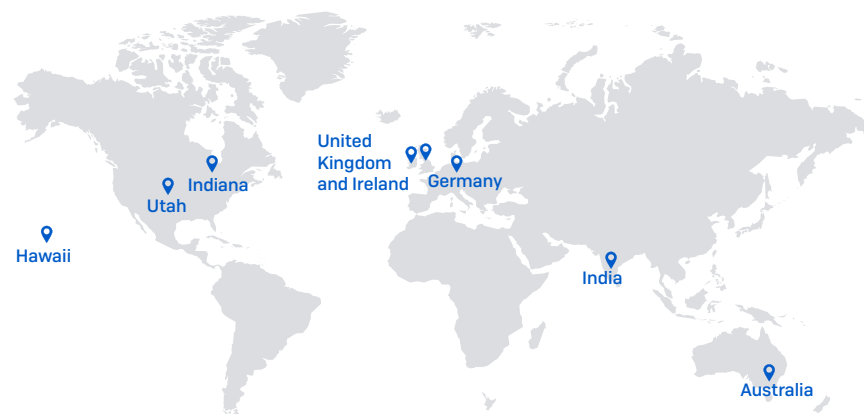 United
Kingdom
and Ireland
Germany
Indiana
Utah
Hawaii
India
Australia